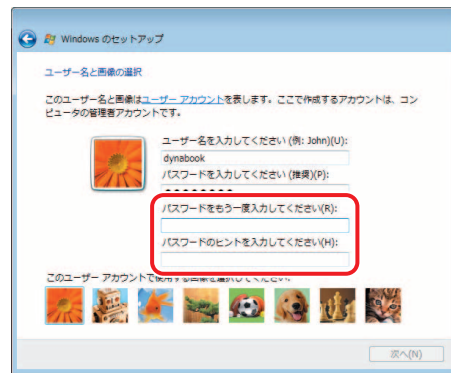 Windows のセットアップ
ユーザー名と画像の選択
このユーザー名と画像はユーザー アカウントを表します。ここで作成するアカウントは、コン
ピュータの管理者アカウントです。
ユーザー名を入力してください (例: John)(U):
dynabook
パスワードを入力してください (推奨)(P):
●●●●●●●●
パスワードをもう一度入力してください(R):
パスワードのヒントを入力してください(H):
このユーザー アカウントで使用する画像を選択してください。
次へ(N)